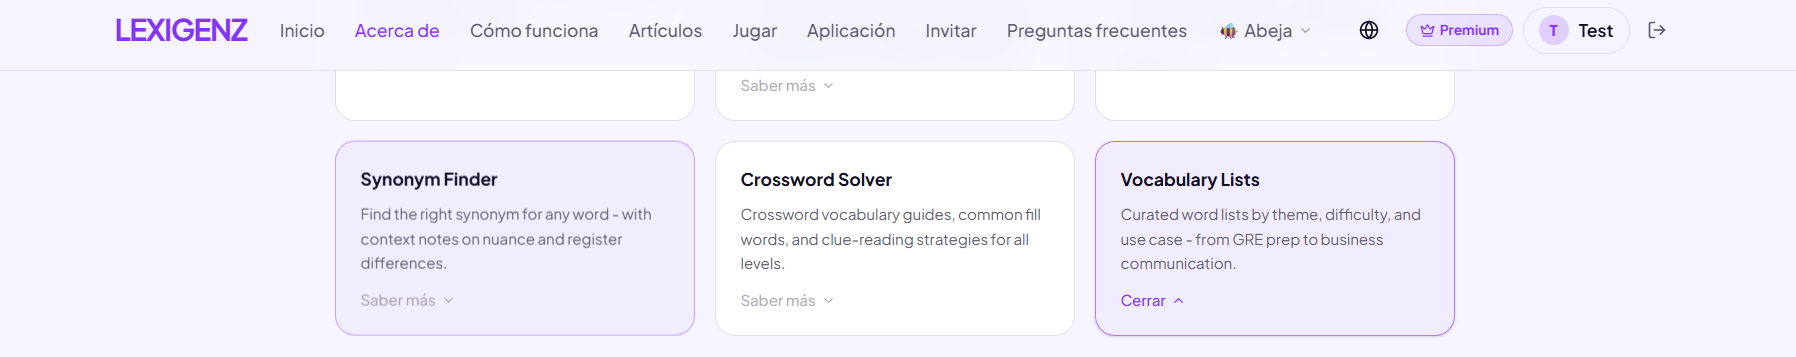 LEXIGENZ
Inicio
Acerca de
Cómo funciona
Artículos
Jugar
Aplicación
Invitar
Preguntas frecuentes
Abeja
Premium
T
Test
Saber más
Synonym Finder
Find the right synonym for any word - with
context notes on nuance and register
differences.
Saber más
Crossword Solver
Crossword vocabulary guides, common fill
words, and clue-reading strategies for all
levels.
Saber más
Vocabulary Lists
Curated word lists by theme, difficulty, and
use case - from GRE prep to business
communication.
Cerrar